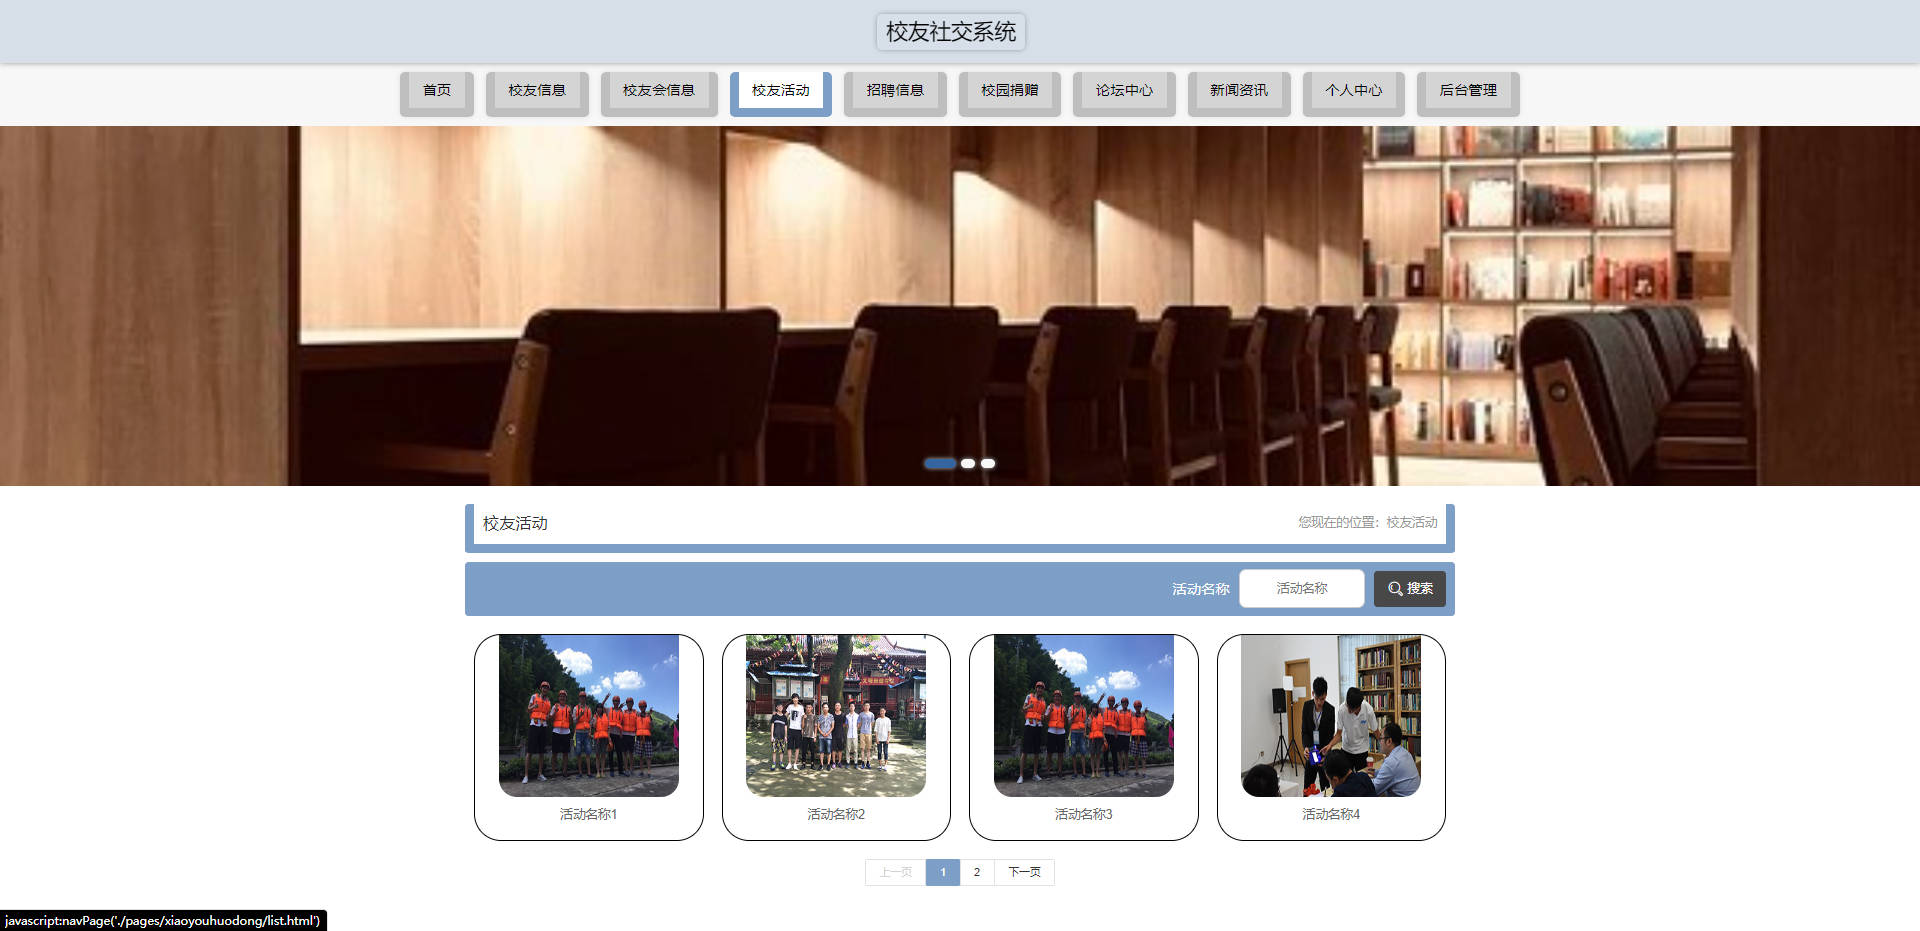 校友社交系统
首页 校友信息 校友会信息 校友活动 招聘信息 校园捐赠 论坛中心 新闻资讯 个人中心 后台管理
校友活动 您现在的位置：校友活动
活动名称 活动名称 搜索
活动名称1 活动名称2 活动名称3 活动名称4
上一页 1 2 下一页
javascript:navPage('./pages/xiaoyouhuodong/list.html')